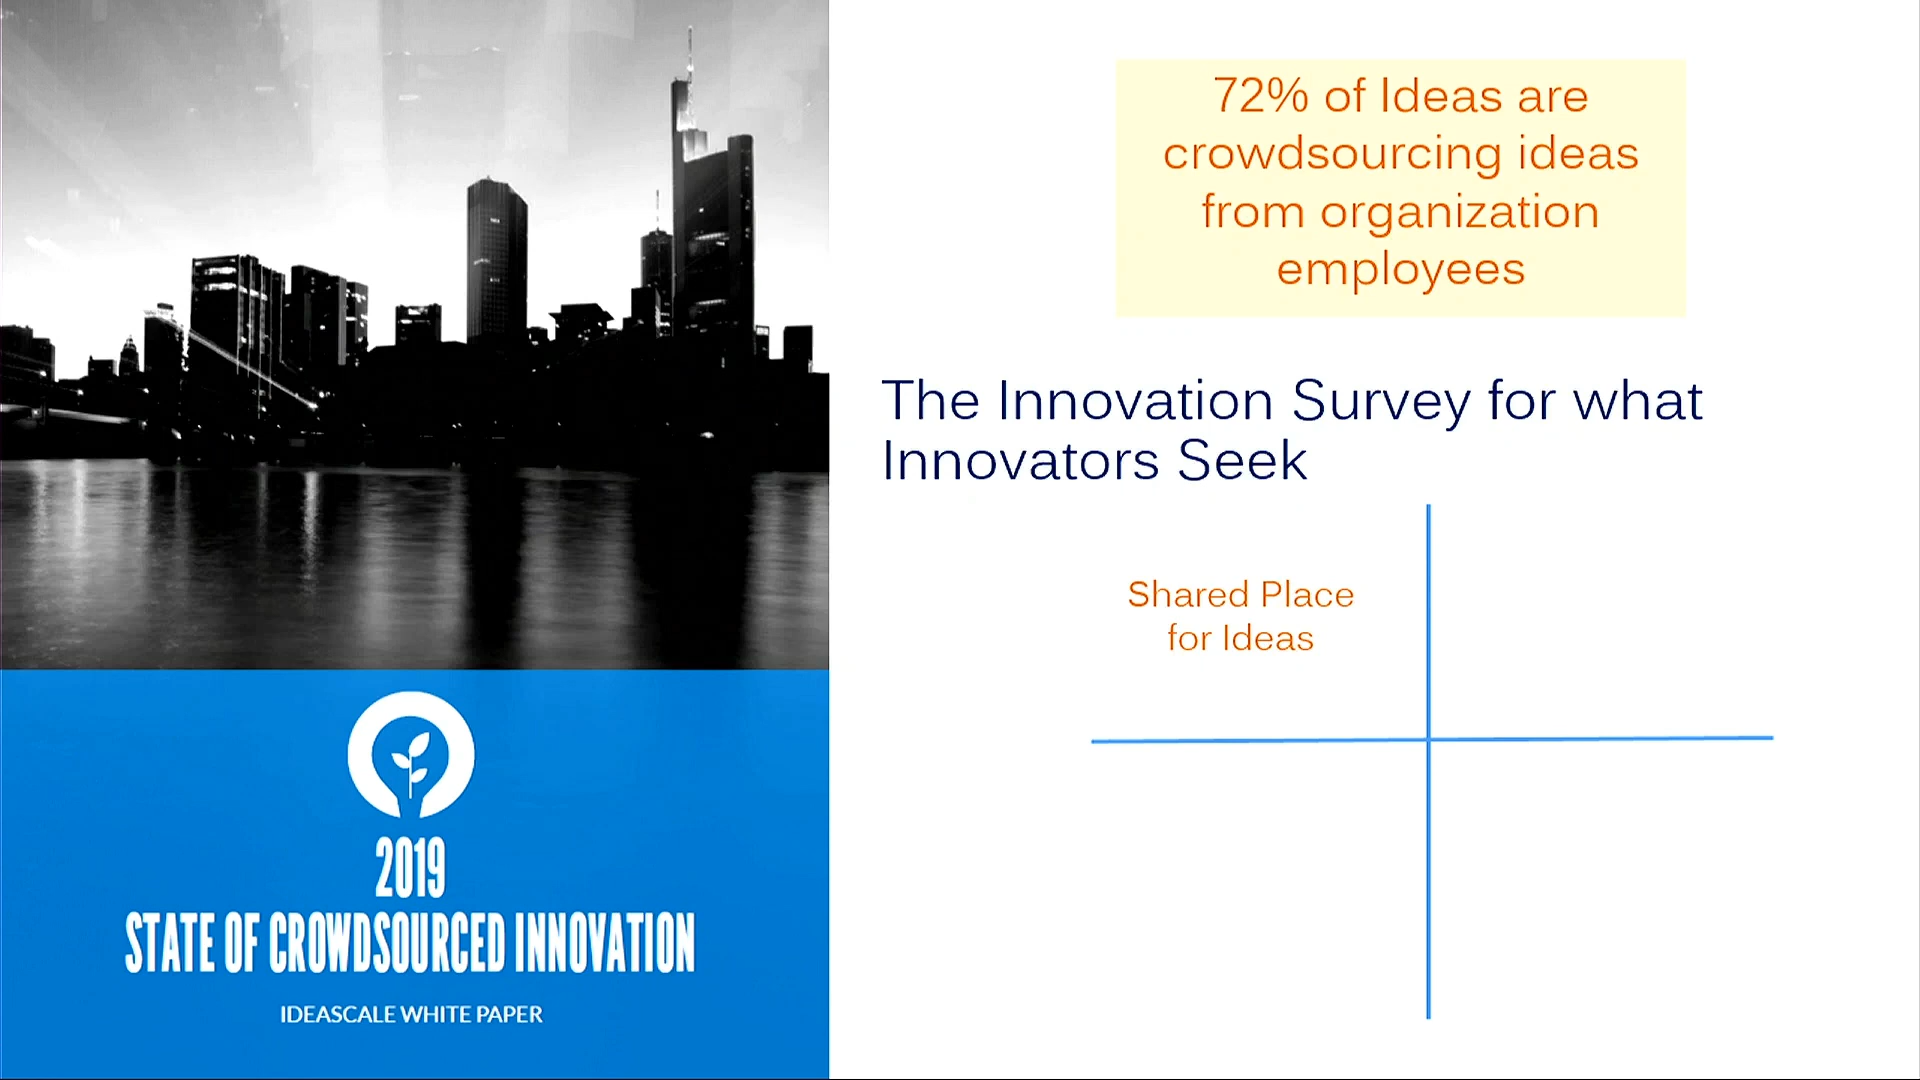 72% of Ideas are
crowdsourcing ideas
from organization
employees
The Innovation Survey for what
Innovators Seek
Shared Place
for Ideas
2019
STATE OF CROWDSOURCED INNOVATION
IDEASCALE WHITE PAPER